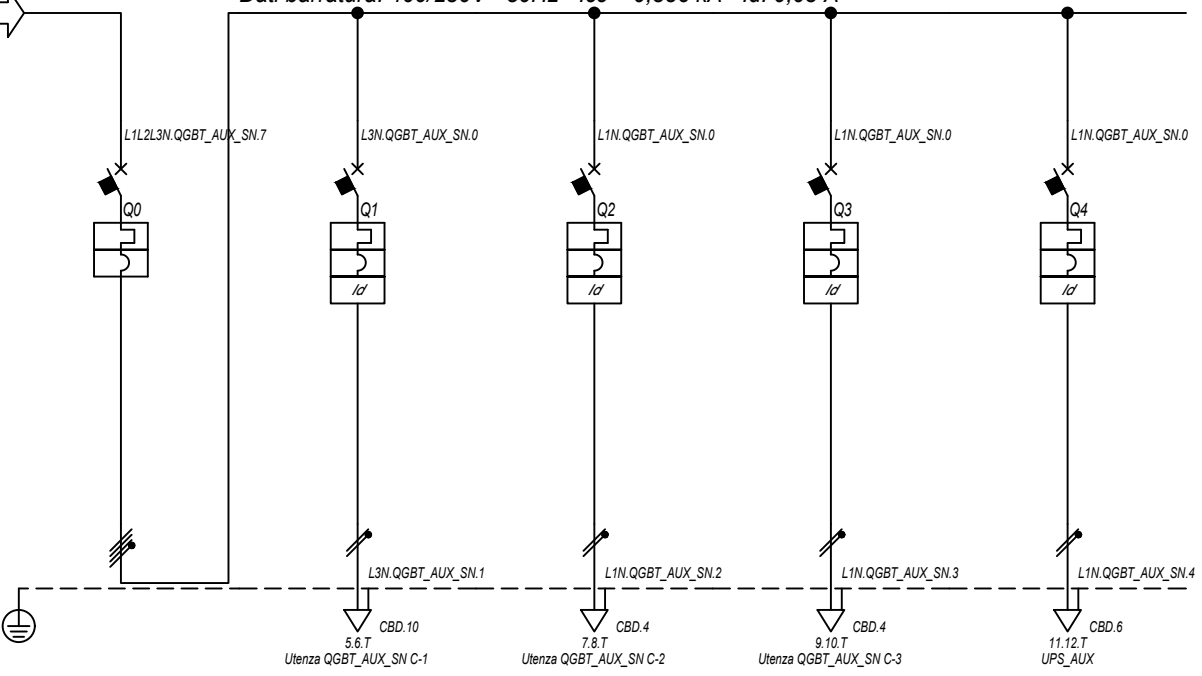 L1L2L3N.QGBT_AUX_SN.7
L3N.QGBT_AUX_SN.0
L1N.QGBT_AUX_SN.0
L1N.QGBT_AUX_SN.0
L1N.QGBT_AUX_SN.0
Q0
Q1
Q2
Q3
Q4
Id
Id
Id
Id
L3N.QGBT_AUX_SN.1
L1N.QGBT_AUX_SN.2
L1N.QGBT_AUX_SN.3
L1N.QGBT_AUX_SN.4
CBD.10
CBD.4
CBD.4
CBD.6
5.6.T
7.8.T
9.10.T
11.12.T
Utenza QGBT_AUX_SN C-1
Utenza QGBT_AUX_SN C-2
Utenza QGBT_AUX_SN C-3
UPS_AUX